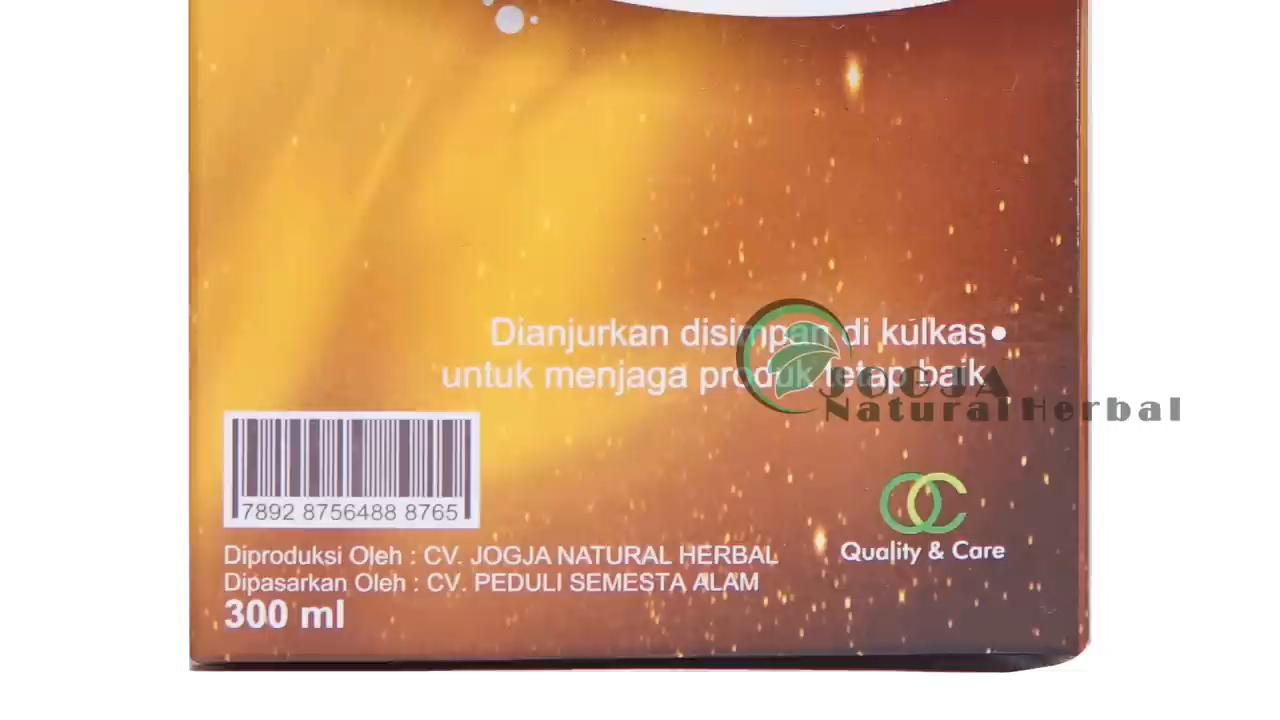 Dianjurkan disimpan di kulkas•
untuk menjaga produk tetap baik
JOGJA
Natural Herbal
7892 8756488 8765
Quality & Care
Diproduksi Oleh : CV. JOGJA NATURAL HERBAL
Dipasarkan Oleh : CV. PEDULI SEMESTA ALAM
300 ml